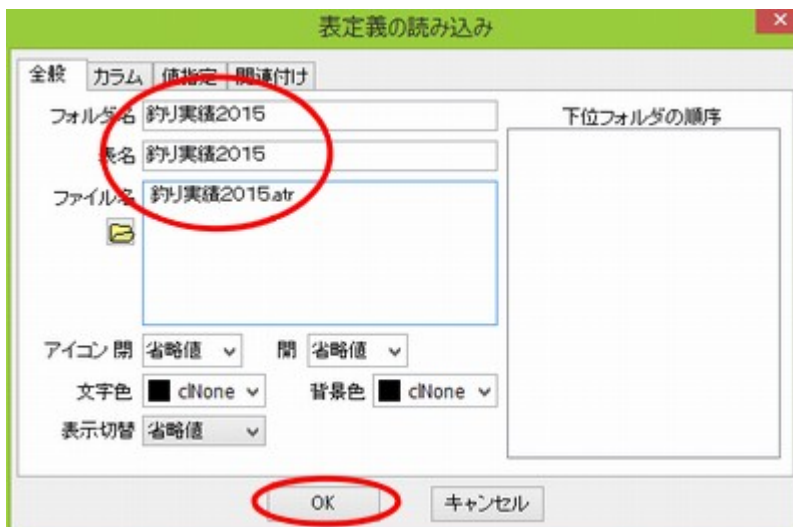 表定義の読み込み
全般 カラム 値指定 関連付け
フォルダ名 釣り実績2015
下位フォルダの順序
表名 釣り実績2015
ファイル名 釣り実績2015.atr
アイコン 閉 省略値 開 省略値
文字色 clNone 背景色 clNone
表示切替 省略値
OK キャンセル